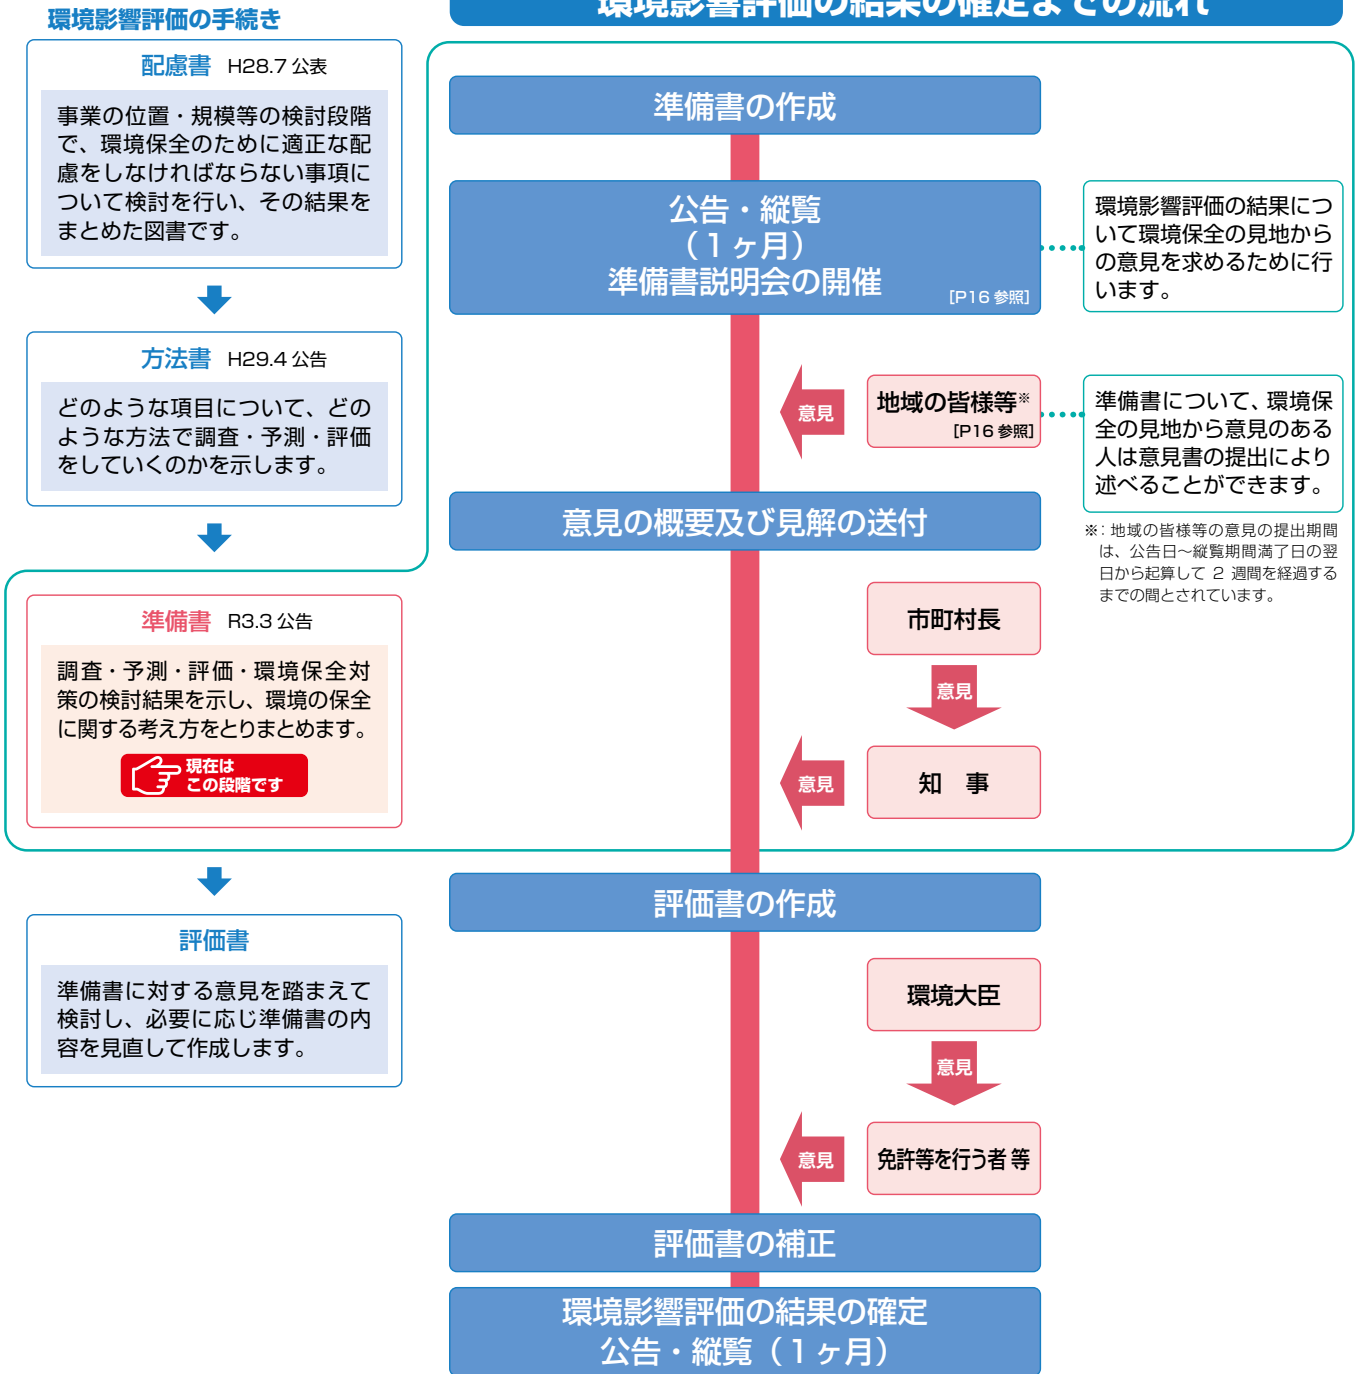 環境影響評価の手続き
配慮書 H28.7 公表
事業の位置・規模等の検討段階
で、環境保全のために適正な配
慮をしなければならない事項に
ついて検討を行い、その結果を
まとめた図書です。
方法書 H29.4 公告
どのような項目について、どの
ような方法で調査・予測・評価
をしていくのかを示します。
準備書 R3.3 公告
調査・予測・評価・環境保全対
策の検討結果を示し、環境の保全
に関する考え方をとりまとめます。
現在は
この段階です
評価書
準備書に対する意見を踏まえて
検討し、必要に応じ準備書の内
容を見直して作成します。
環境影響評価の結果の確定までの流れ
準備書の作成
公告・縦覧
（１ヶ月）
準備書説明会の開催
[P16 参照]
環境影響評価の結果につ
いて環境保全の見地から
の意見を求めるために行
います。
意見
地域の皆様等※
[P16 参照]
準備書について、環境保
全の見地から意見のある
人は意見書の提出により
述べることができます。
※：地域の皆様等の意見の提出期間
は、公告日～縦覧期間満了日の翌
日から起算して 2 週間を経過する
までの間とされています。
意見の概要及び見解の送付
市町村長
意見
意見
知　事
評価書の作成
環境大臣
意見
意見
免許等を行う者 等
評価書の補正
環境影響評価の結果の確定
公告・縦覧（１ヶ月）